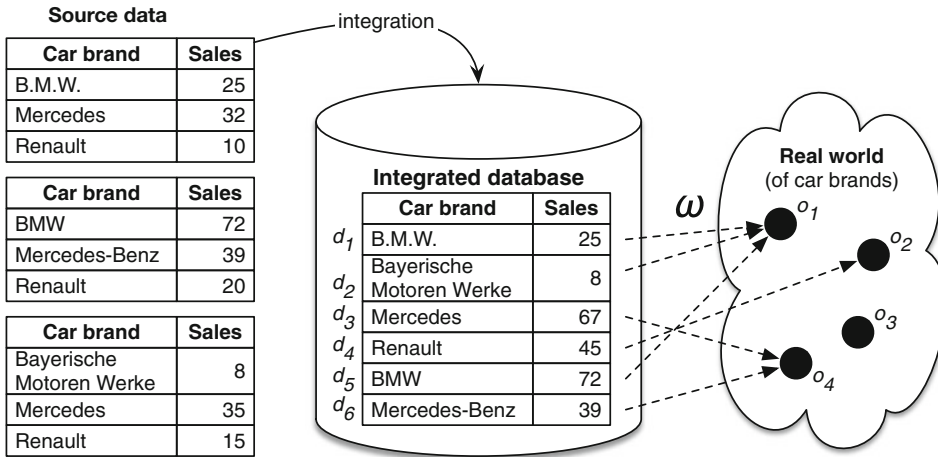 Source data
integration
Car brand Sales
B.M.W. 25
Mercedes 32
Renault 10
Car brand Sales
BMW 72
Mercedes-Benz 39
Renault 20
Car brand Sales
Bayerische
Motoren Werke 8
Mercedes 35
Renault 15
Integrated database
Car brand Sales
d1 B.M.W. 25
Bayerische
d2 Motoren Werke 8
d3 Mercedes 67
d4 Renault 45
d5 BMW 72
d6 Mercedes-Benz 39
ω
Real world
(of car brands)
o1
o2
o3
o4